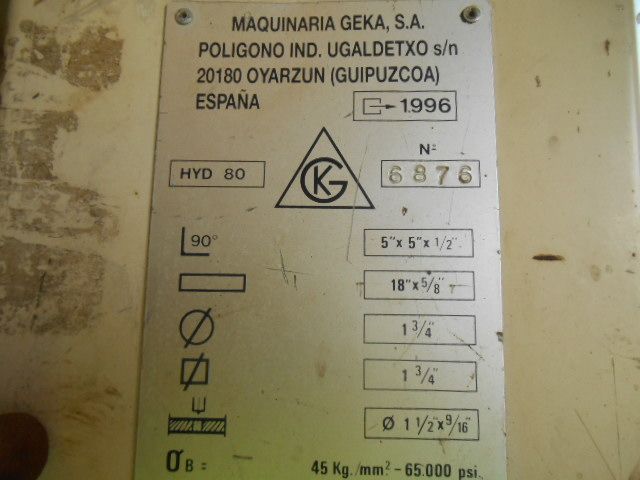 MAQUINARIA GEKA, S.A.
POLIGONO IND. UGALDETXO s/n
20180 OYARZUN (GUIPUZCOA)
ESPAÑA 1.996
Nº
HYD 80 GK 6876
90° 5"x 5"x 1/2"
18"x 5/8"
1 3/4"
1 3/4"
Ø 1 1/2"x 9/16"
σB = 45 Kg./mm² - 65.000 psi.